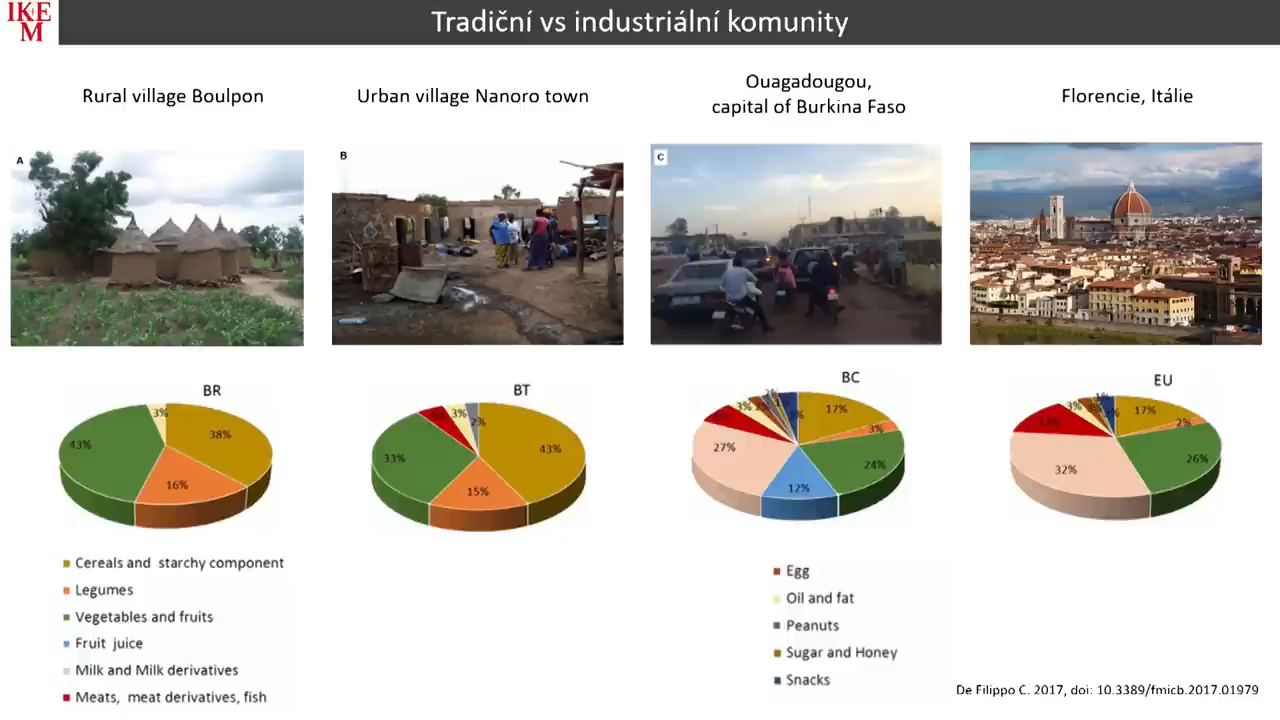 IKEM
Tradiční vs industriální komunity
Rural village Boulpon
Urban village Nanoro town
Ouagadougou,
capital of Burkina Faso
Florencie, Itálie
A
B
C
BR
3%
43%
38%
16%
BT
3%
2%
33%
43%
15%
BC
3%
17%
3%
27%
24%
12%
EU
3%
17%
2%
32%
26%
Cereals and starchy component
Legumes
Vegetables and fruits
Fruit juice
Milk and Milk derivatives
Meats, meat derivatives, fish
Egg
Oil and fat
Peanuts
Sugar and Honey
Snacks
De Filippo C. 2017, doi: 10.3389/fmicb.2017.01979